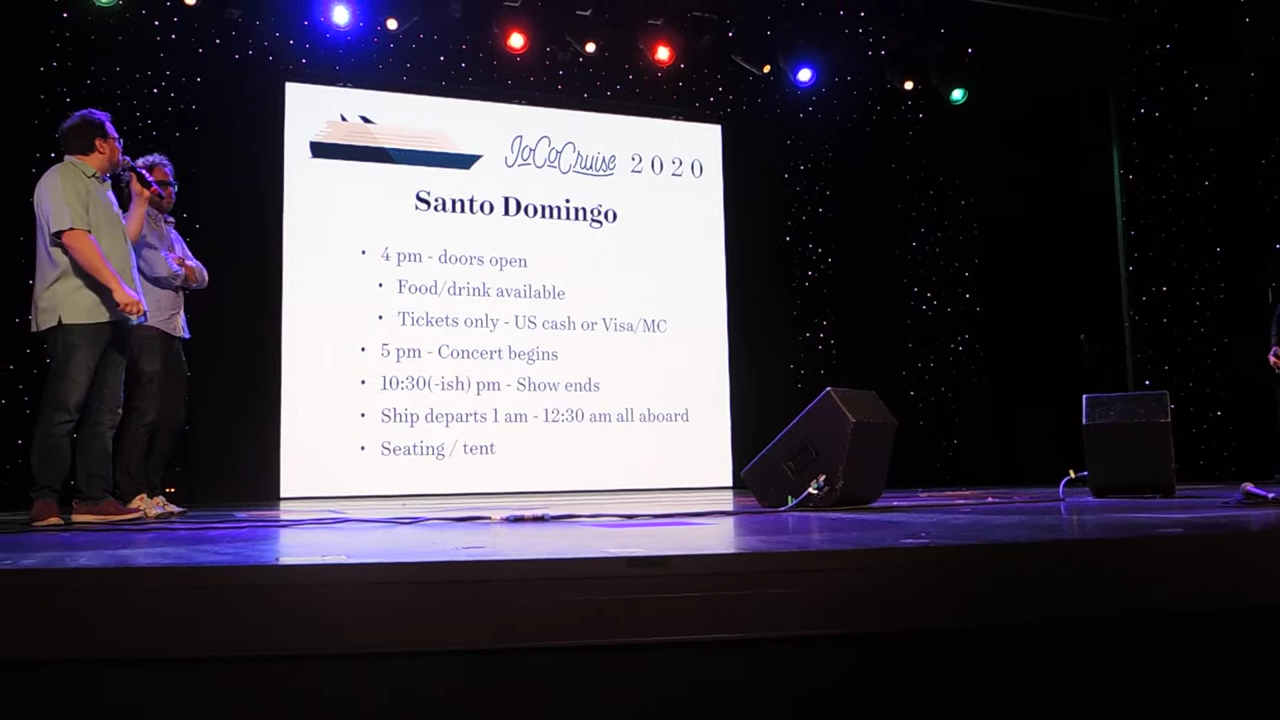 JoCoCruise 2020
Santo Domingo
• 4 pm - doors open
• Food/drink available
• Tickets only - US cash or Visa/MC
• 5 pm - Concert begins
• 10:30(-ish) pm - Show ends
• Ship departs 1 am - 12:30 am all aboard
• Seating / tent